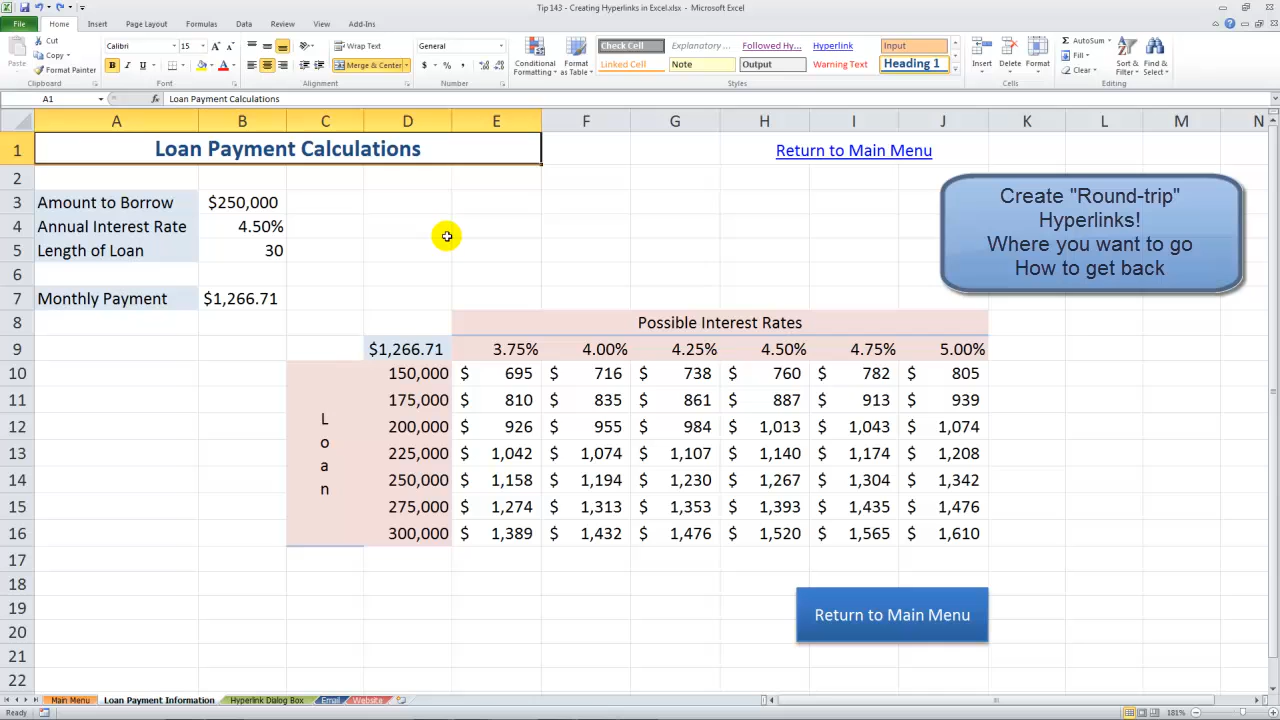 Tip 143 - Creating Hyperlinks in Excel.xlsx - Microsoft Excel
File Home Insert Page Layout Formulas Data Review View Add-Ins
Paste Cut Copy Format Painter Clipboard
Calibri 15 B I U Font
Wrap Text Merge & Center Alignment
General $ % , Number
Conditional Formatting Format as Table
Check Cell Explanatory ... Followed Hy... Hyperlink Input
Linked Cell Note Output Warning Text Heading 1
Styles
Insert Delete Format Cells
AutoSum Fill Clear Sort & Filter Find & Select Editing
A1 fx Loan Payment Calculations
A B C D E F G H I J K L M N
1 Loan Payment Calculations Return to Main Menu
2
3 Amount to Borrow $250,000
4 Annual Interest Rate 4.50%
5 Length of Loan 30
6
7 Monthly Payment $1,266.71
Create "Round-trip"
Hyperlinks!
Where you want to go
How to get back
8 Possible Interest Rates
9 $1,266.71 3.75% 4.00% 4.25% 4.50% 4.75% 5.00%
10 150,000 $ 695 $ 716 $ 738 $ 760 $ 782 $ 805
11 175,000 $ 810 $ 835 $ 861 $ 887 $ 913 $ 939
12 200,000 $ 926 $ 955 $ 984 $ 1,013 $ 1,043 $ 1,074
13 225,000 $ 1,042 $ 1,074 $ 1,107 $ 1,140 $ 1,174 $ 1,208
14 250,000 $ 1,158 $ 1,194 $ 1,230 $ 1,267 $ 1,304 $ 1,342
15 275,000 $ 1,274 $ 1,313 $ 1,353 $ 1,393 $ 1,435 $ 1,476
16 300,000 $ 1,389 $ 1,432 $ 1,476 $ 1,520 $ 1,565 $ 1,610
L
o
a
n
17
18
19 Return to Main Menu
20
21
22
Main Menu Loan Payment Information Hyperlink Dialog Box Email Website
Ready 181%